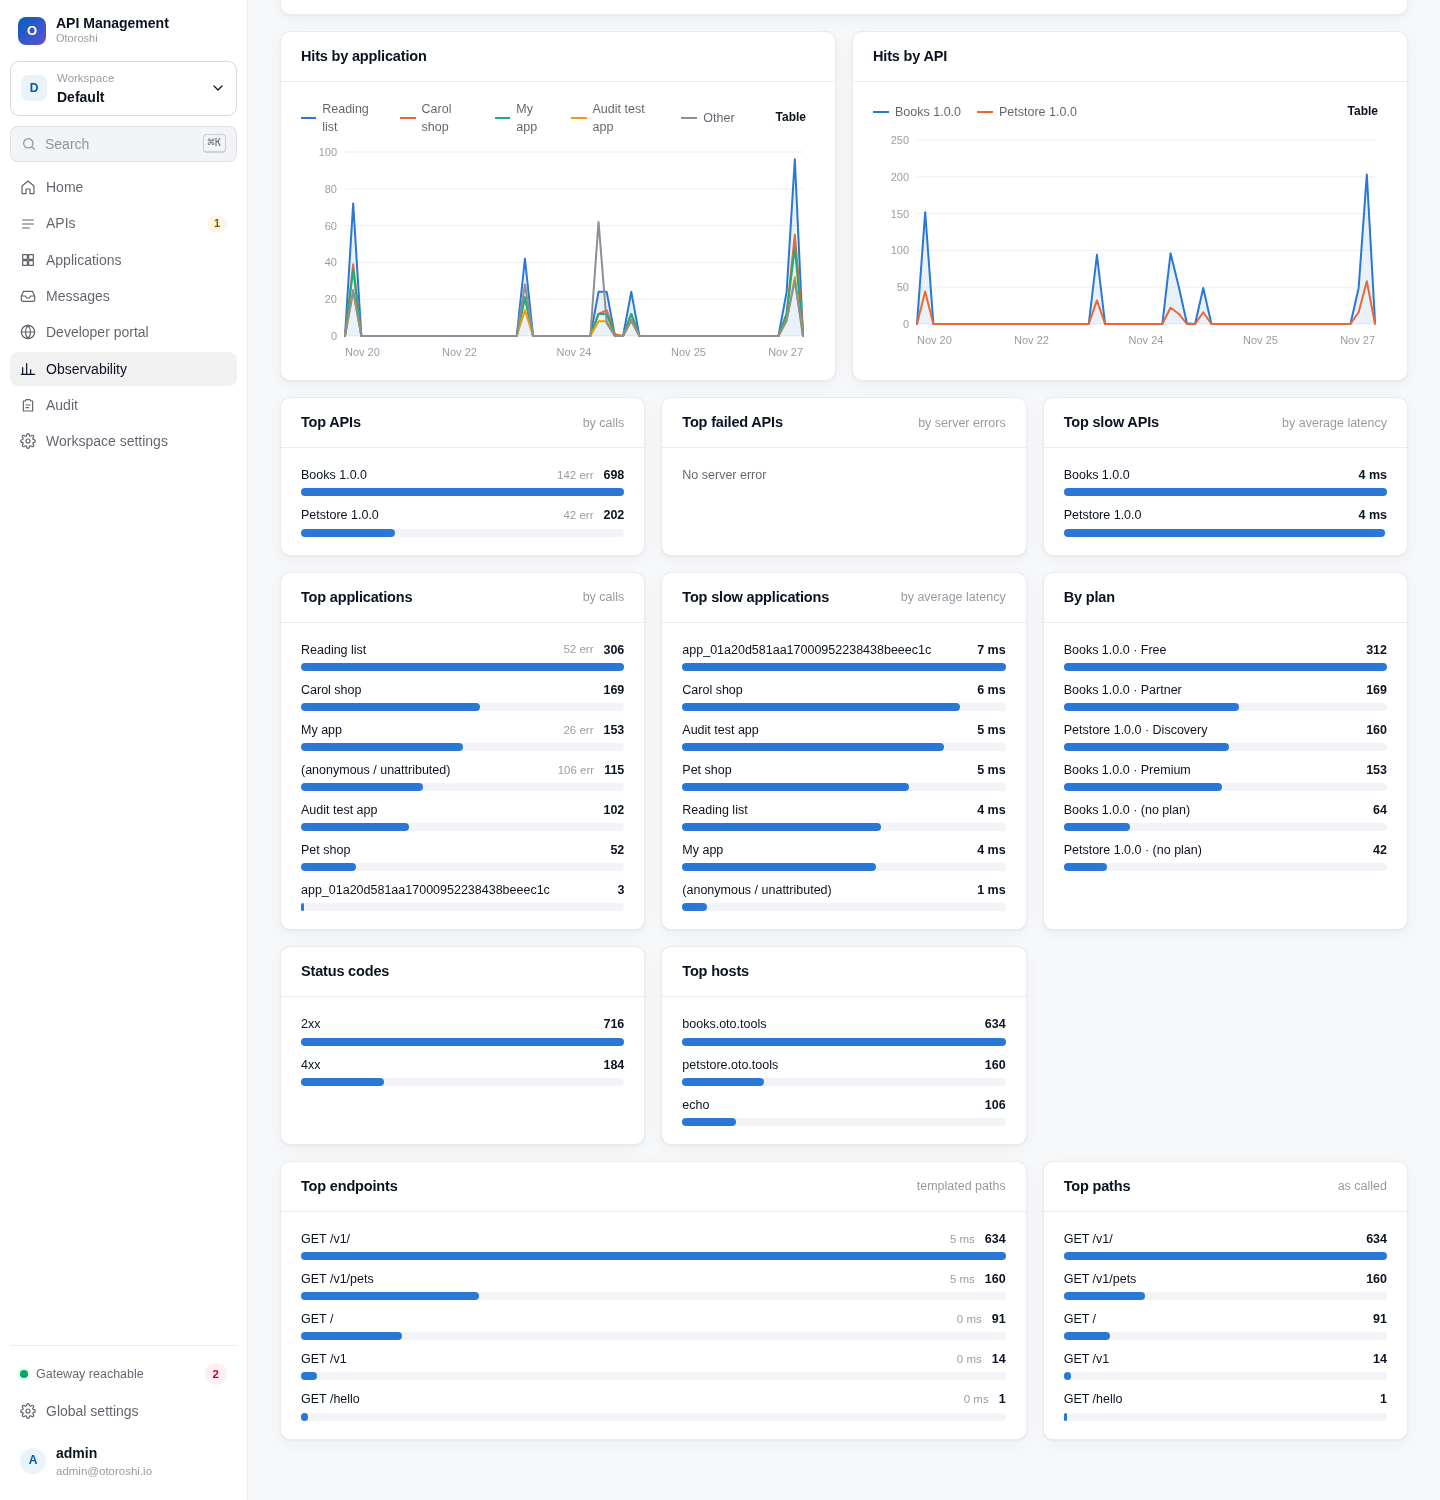 O
API Management
Otoroshi
D
Workspace
Default
Search
⌘K
Home
APIs
1
Applications
Messages
Developer portal
Observability
Audit
Workspace settings
Gateway reachable
2
Global settings
A
admin
admin@otoroshi.io
Hits by application
Reading list
Carol shop
My app
Audit test app
Other
Table
100
80
60
40
20
0
Nov 20
Nov 22
Nov 24
Nov 25
Nov 27
Hits by API
Books 1.0.0
Petstore 1.0.0
Table
250
200
150
100
50
0
Nov 20
Nov 22
Nov 24
Nov 25
Nov 27
Top APIs
by calls
Books 1.0.0 142 err 698
Petstore 1.0.0 42 err 202
Top failed APIs
by server errors
No server error
Top slow APIs
by average latency
Books 1.0.0 4 ms
Petstore 1.0.0 4 ms
Top applications
by calls
Reading list 52 err 306
Carol shop 169
My app 26 err 153
(anonymous / unattributed) 106 err 115
Audit test app 102
Pet shop 52
app_01a20d581aa17000952238438beeec1c 3
Top slow applications
by average latency
app_01a20d581aa17000952238438beeec1c 7 ms
Carol shop 6 ms
Audit test app 5 ms
Pet shop 5 ms
Reading list 4 ms
My app 4 ms
(anonymous / unattributed) 1 ms
By plan
Books 1.0.0 · Free 312
Books 1.0.0 · Partner 169
Petstore 1.0.0 · Discovery 160
Books 1.0.0 · Premium 153
Books 1.0.0 · (no plan) 64
Petstore 1.0.0 · (no plan) 42
Status codes
2xx 716
4xx 184
Top hosts
books.oto.tools 634
petstore.oto.tools 160
echo 106
Top endpoints
templated paths
GET /v1/ 5 ms 634
GET /v1/pets 5 ms 160
GET / 0 ms 91
GET /v1 0 ms 14
GET /hello 0 ms 1
Top paths
as called
GET /v1/ 634
GET /v1/pets 160
GET / 91
GET /v1 14
GET /hello 1